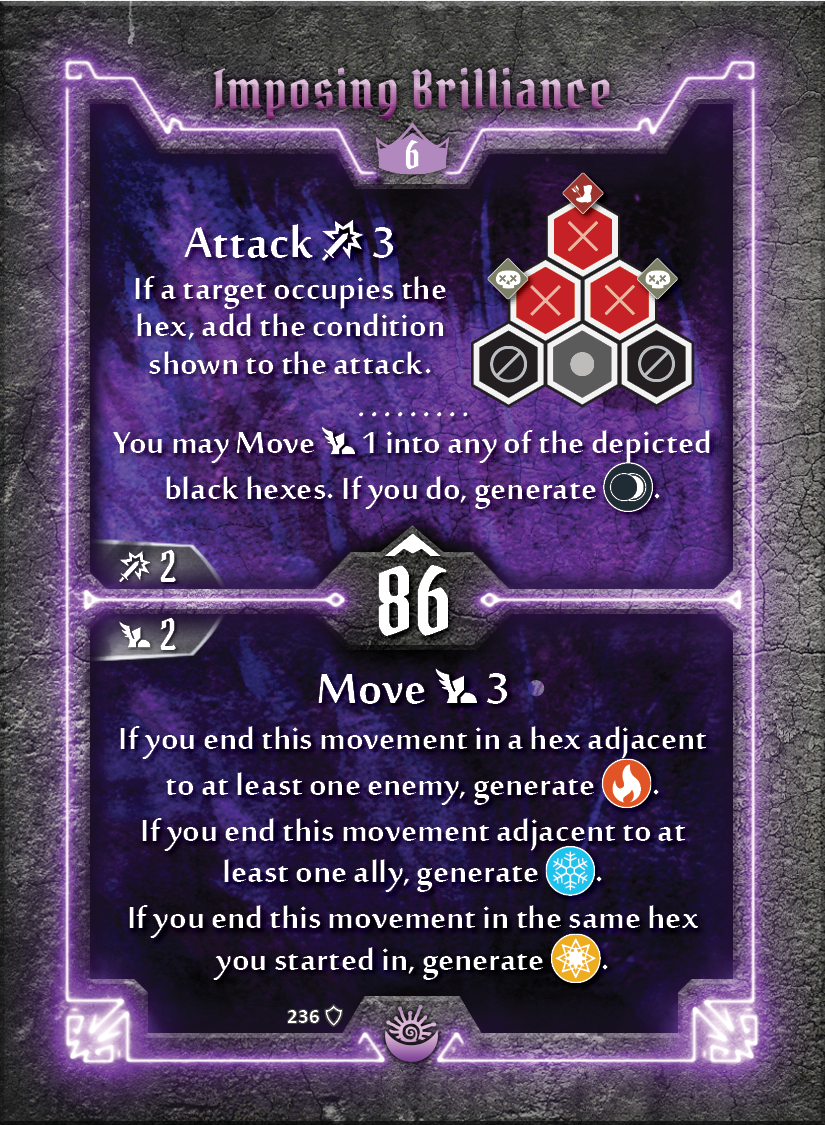 Imposing Brilliance
6
Attack 3
If a target occupies the
hex, add the condition
shown to the attack.
.........
You may Move 1 into any of the depicted
black hexes. If you do, generate .
2
86
2
Move 3
If you end this movement in a hex adjacent
to at least one enemy, generate .
If you end this movement adjacent to at
least one ally, generate .
If you end this movement in the same hex
you started in, generate .
236